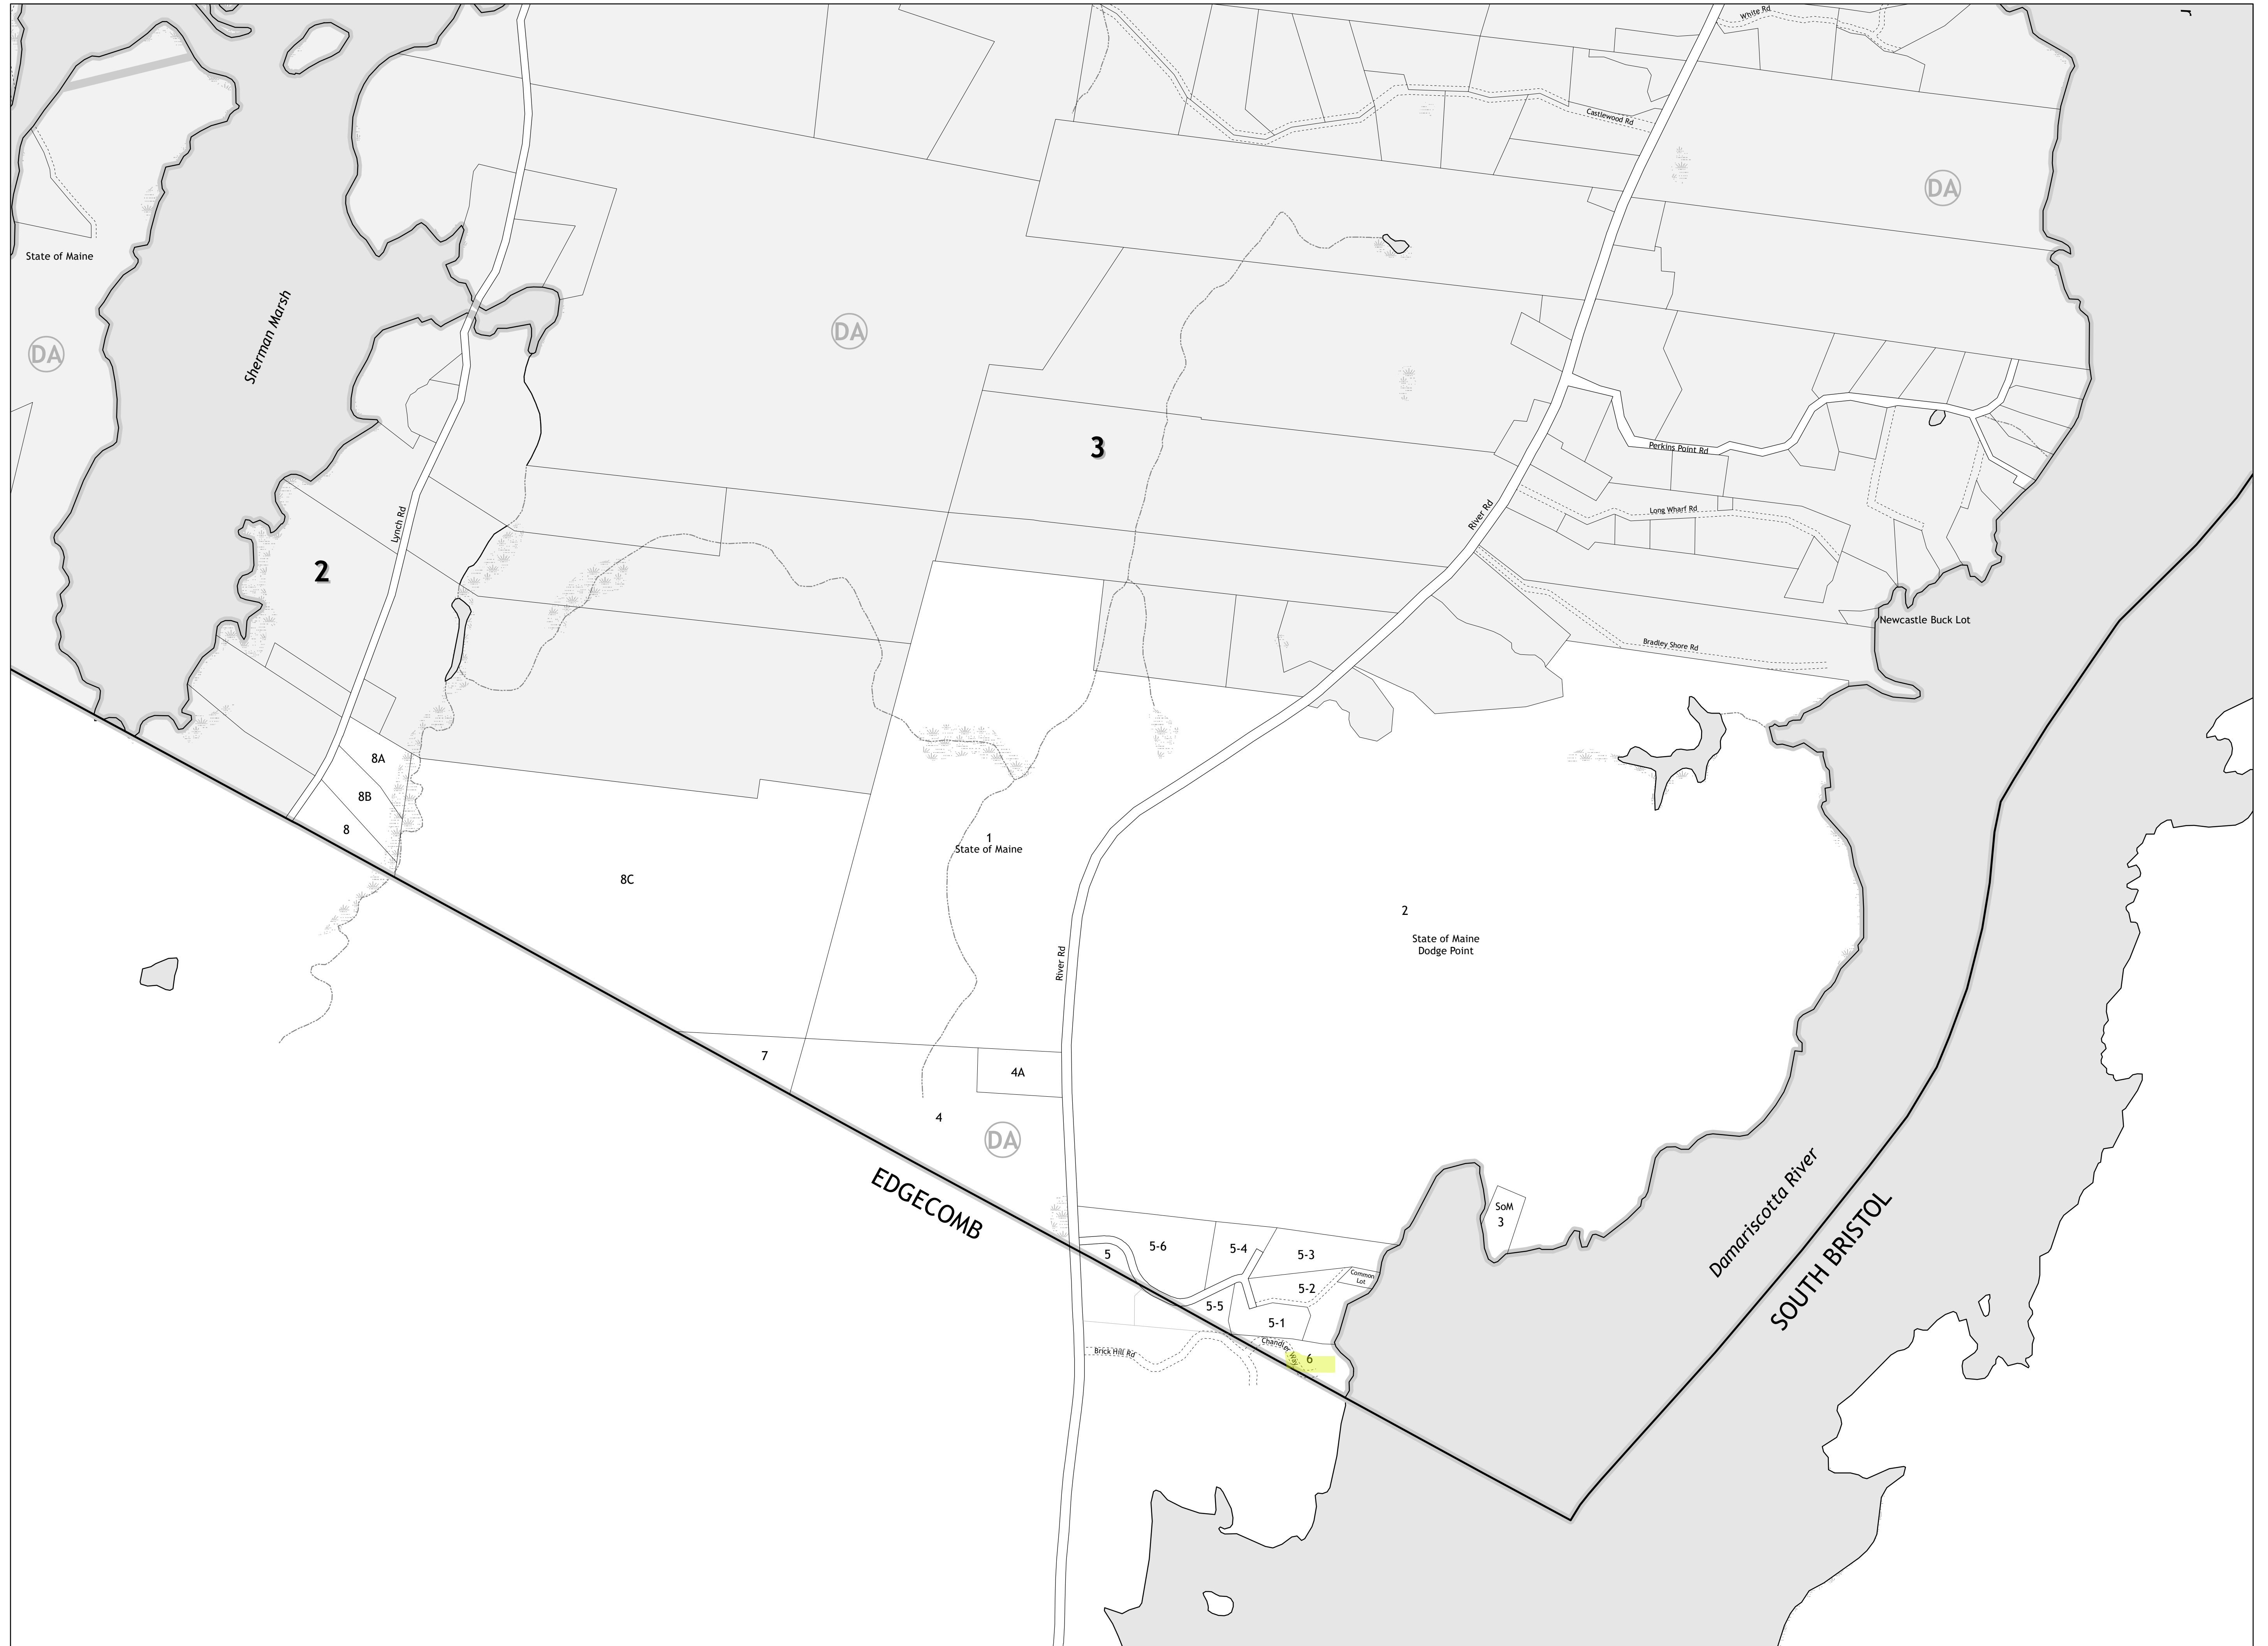 White Rd
Castlewood Rd
DA
State of Maine
Sherman Marsh
DA
DA
3
Perkins Point Rd
River Rd
Long Wharf Rd
Lynch Rd
2
Newcastle Buck Lot
Bradley Shore Rd
8A
8B
8
1
State of Maine
8C
2
State of Maine
Dodge Point
River Rd
7
4A
4
DA
EDGECOMB
SoM
3
Damariscotta River
SOUTH BRISTOL
5-6
5-4
5-3
5
Common
Lot
5-2
5-5
5-1
Chandler Way
Brick Hill Rd
6